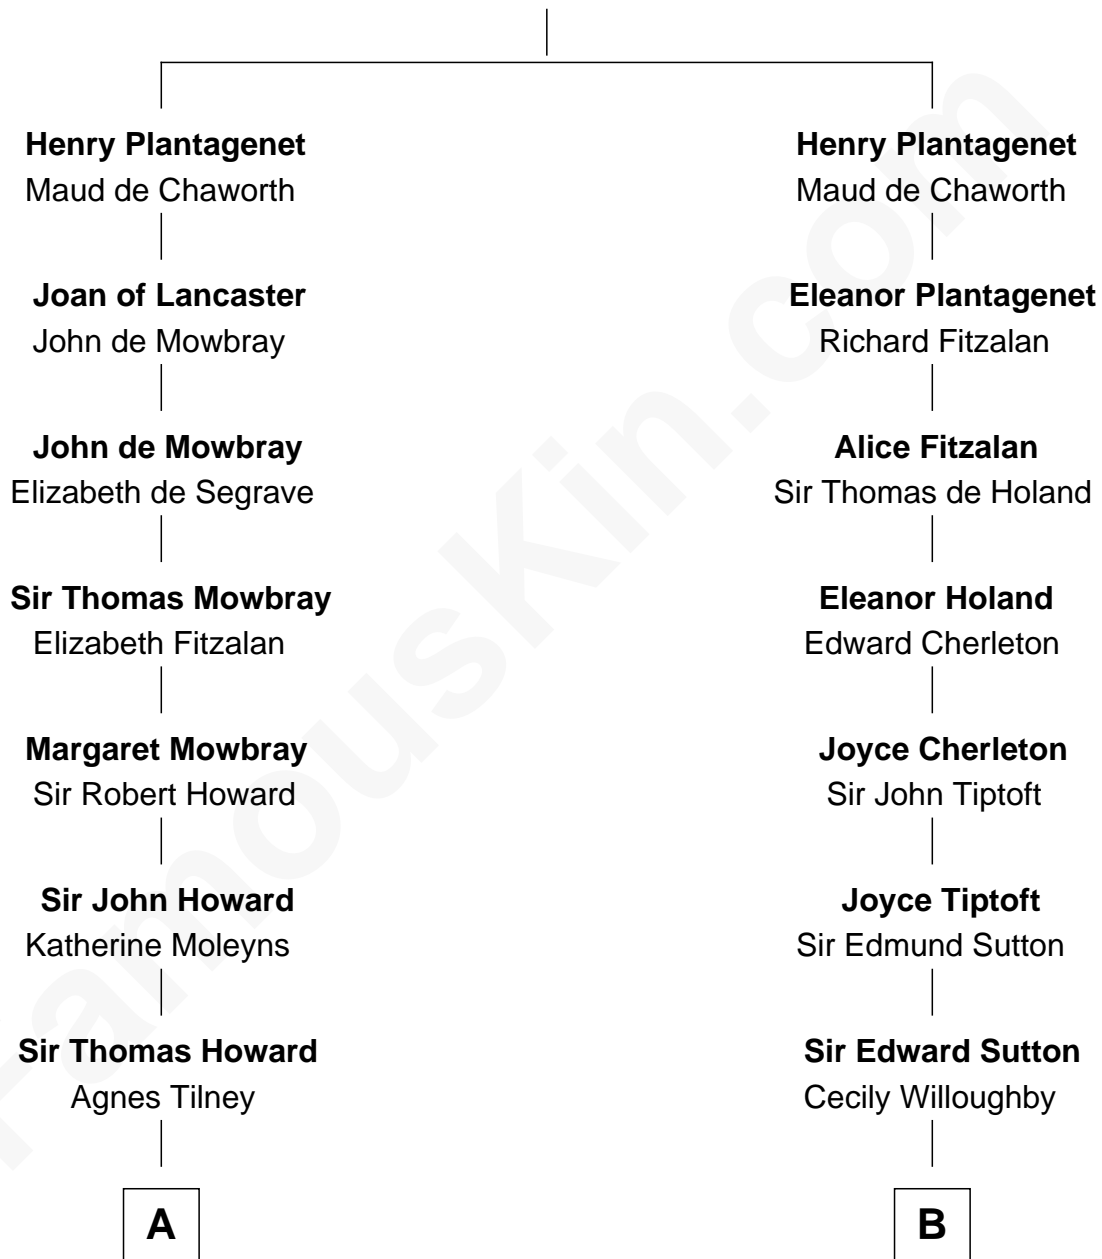 Henry Plantagenet
Maud de Chaworth
Joan of Lancaster
John de Mowbray
John de Mowbray
Elizabeth de Segrave
Sir Thomas Mowbray
Elizabeth Fitzalan
Margaret Mowbray
Sir Robert Howard
Sir John Howard
Katherine Moleyns
Sir Thomas Howard
Agnes Tilney
A
Henry Plantagenet
Maud de Chaworth
Eleanor Plantagenet
Richard Fitzalan
Alice Fitzalan
Sir Thomas de Holand
Eleanor Holand
Edward Cherleton
Joyce Cherleton
Sir John Tiptoft
Joyce Tiptoft
Sir Edmund Sutton
Sir Edward Sutton
Cecily Willoughby
B
FamousKin.com